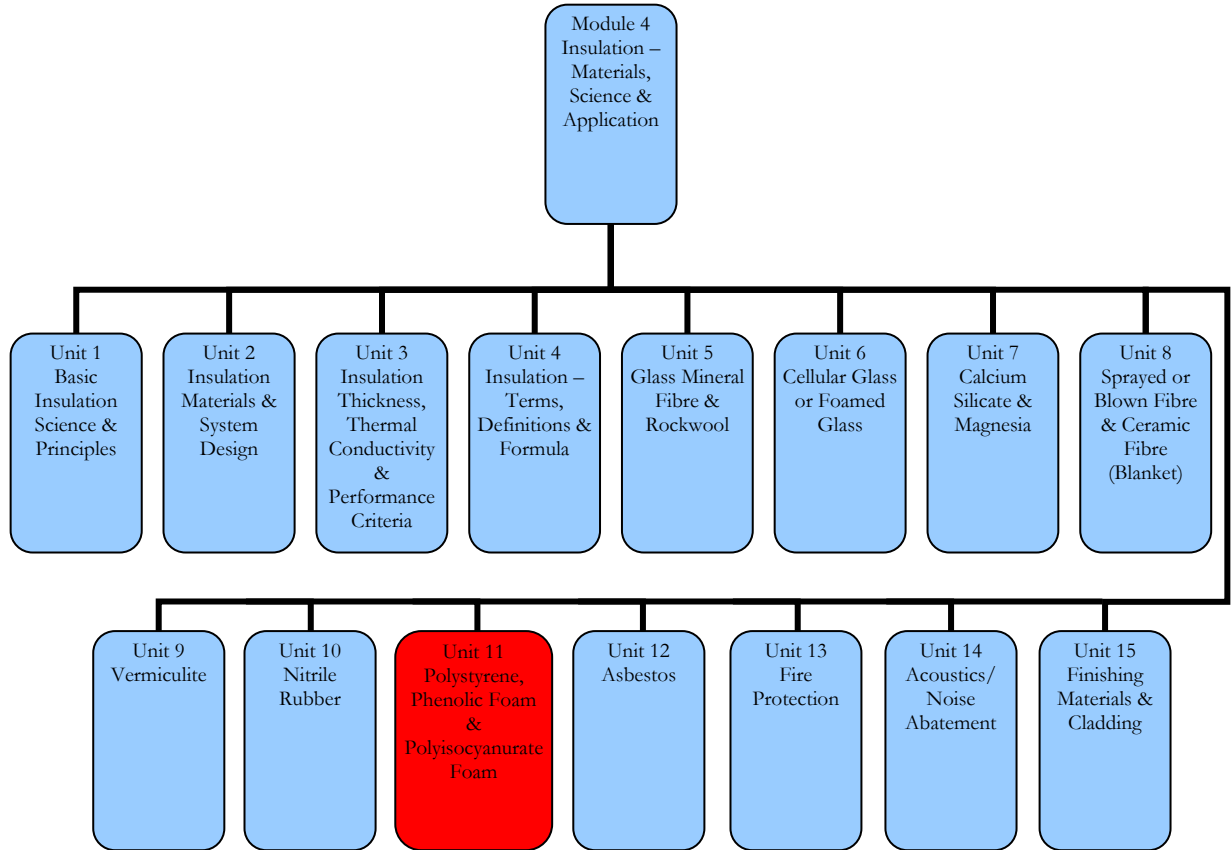 Module 4
Insulation –
Materials,
Science &
Application
Unit 1
Basic
Insulation
Science &
Principles
Unit 2
Insulation
Materials &
System
Design
Unit 3
Insulation
Thickness,
Thermal
Conductivity
&
Performance
Criteria
Unit 4
Insulation –
Terms,
Definitions &
Formula
Unit 5
Glass Mineral
Fibre &
Rockwool
Unit 6
Cellular Glass
or Foamed
Glass
Unit 7
Calcium
Silicate &
Magnesia
Unit 8
Sprayed or
Blown Fibre
& Ceramic
Fibre
(Blanket)
Unit 9
Vermiculite
Unit 10
Nitrile
Rubber
Unit 11
Polystyrene,
Phenolic Foam
&
Polyisocyanurate
Foam
Unit 12
Asbestos
Unit 13
Fire
Protection
Unit 14
Acoustics/
Noise
Abatement
Unit 15
Finishing
Materials &
Cladding